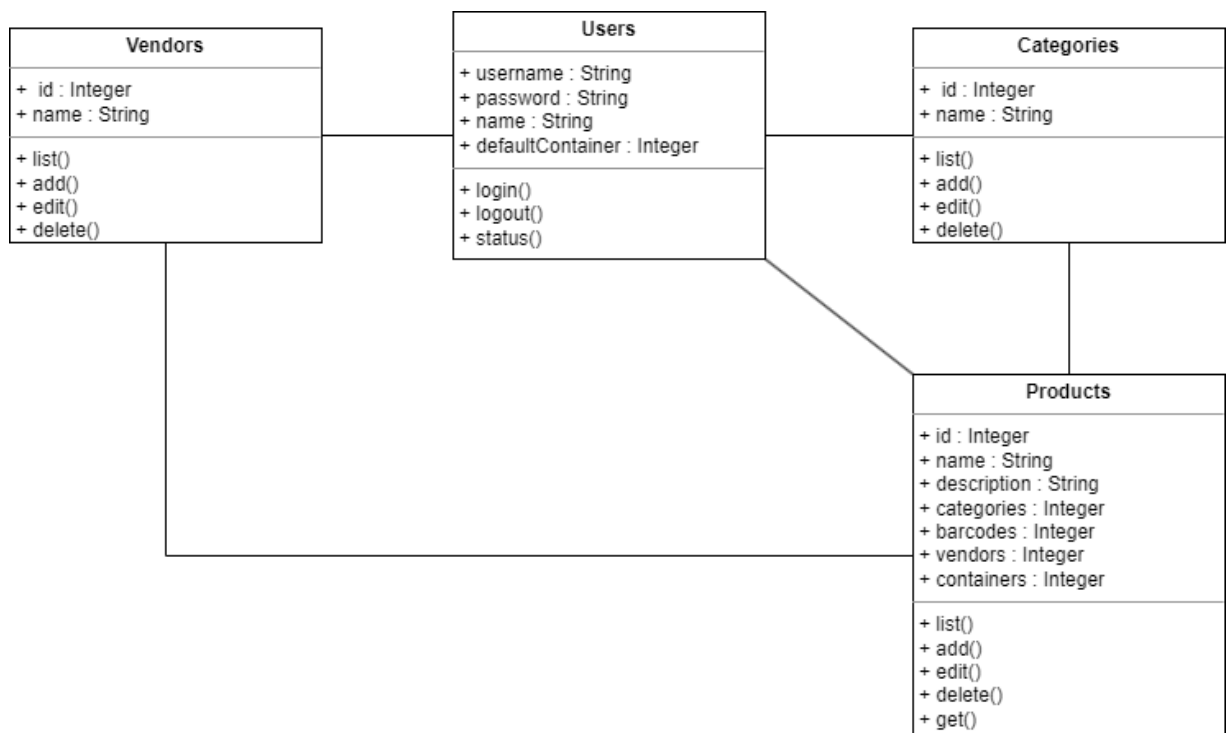 Vendors
+ id : Integer
+ name : String
+ list()
+ add()
+ edit()
+ delete()
Users
+ username : String
+ password : String
+ name : String
+ defaultContainer : Integer
+ login()
+ logout()
+ status()
Categories
+ id : Integer
+ name : String
+ list()
+ add()
+ edit()
+ delete()
Products
+ id : Integer
+ name : String
+ description : String
+ categories : Integer
+ barcodes : Integer
+ vendors : Integer
+ containers : Integer
+ list()
+ add()
+ edit()
+ delete()
+ get()